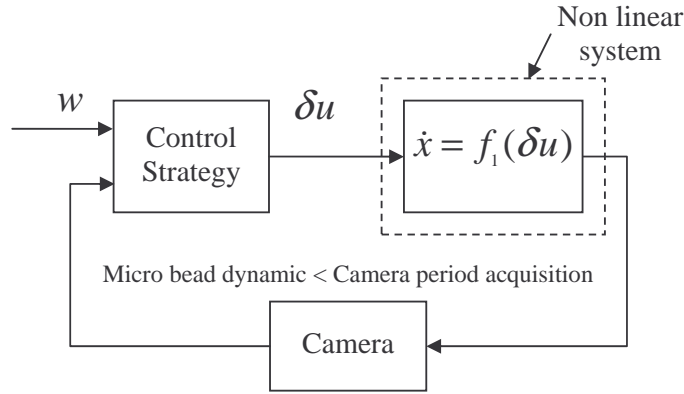 Non linear
system
w
δu
Control
Strategy
ẋ = f₁(δu)
Micro bead dynamic < Camera period acquisition
Camera